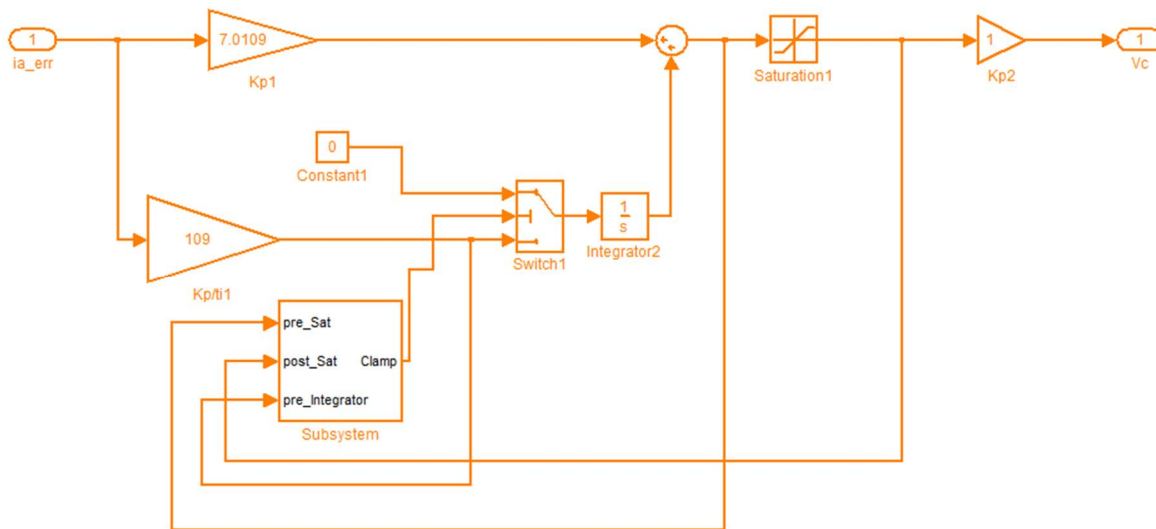 1
ia_err
7.0109
Kp1
Saturation1
1
Kp2
1
Vc
0
Constant1
109
Kp/ti1
Switch1
1
s
Integrator2
pre_Sat
post_Sat Clamp
pre_Integrator
Subsystem